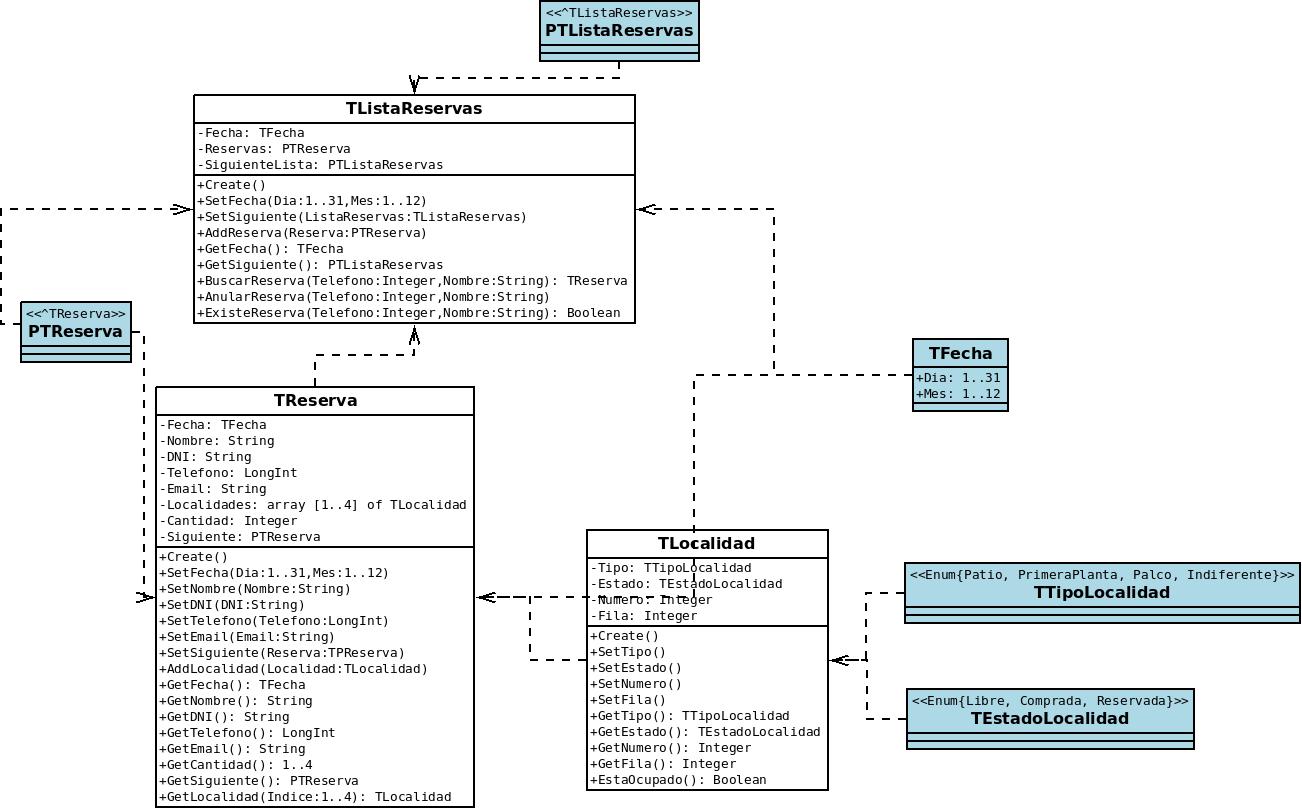 <<^TListaReservas>>
PTListaReservas
TListaReservas
-Fecha: TFecha
-Reservas: PTReserva
-SiguienteLista: PTListaReservas
+Create()
+SetFecha(Dia:1..31,Mes:1..12)
+SetSiguiente(ListaReservas:TListaReservas)
+AddReserva(Reserva:PTReserva)
+GetFecha(): TFecha
+GetSiguiente(): PTListaReservas
+BuscarReserva(Telefono:Integer,Nombre:String): TReserva
+AnularReserva(Telefono:Integer,Nombre:String)
+ExisteReserva(Telefono:Integer,Nombre:String): Boolean
<<^TReserva>>
PTReserva
TFecha
+Dia: 1..31
+Mes: 1..12
TReserva
-Fecha: TFecha
-Nombre: String
-DNI: String
-Telefono: LongInt
-Email: String
-Localidades: array [1..4] of TLocalidad
-Cantidad: Integer
-Siguiente: PTReserva
+Create()
+SetFecha(Dia:1..31,Mes:1..12)
+SetNombre(Nombre:String)
+SetDNI(DNI:String)
+SetTelefono(Telefono:LongInt)
+SetEmail(Email:String)
+SetSiguiente(Reserva:TPReserva)
+AddLocalidad(Localidad:TLocalidad)
+GetFecha(): TFecha
+GetNombre(): String
+GetDNI(): String
+GetTelefono(): LongInt
+GetEmail(): String
+GetCantidad(): 1..4
+GetSiguiente(): PTReserva
+GetLocalidad(Indice:1..4): TLocalidad
TLocalidad
-Tipo: TTipoLocalidad
-Estado: TEstadoLocalidad
-Numero: Integer
-Fila: Integer
+Create()
+SetTipo()
+SetEstado()
+SetNumero()
+SetFila()
+GetTipo(): TTipoLocalidad
+GetEstado(): TEstadoLocalidad
+GetNumero(): Integer
+GetFila(): Integer
+EstaOcupado(): Boolean
<<Enum{Patio, PrimeraPlanta, Palco, Indiferente}>>
TTipoLocalidad
<<Enum{Libre, Comprada, Reservada}>>
TEstadoLocalidad